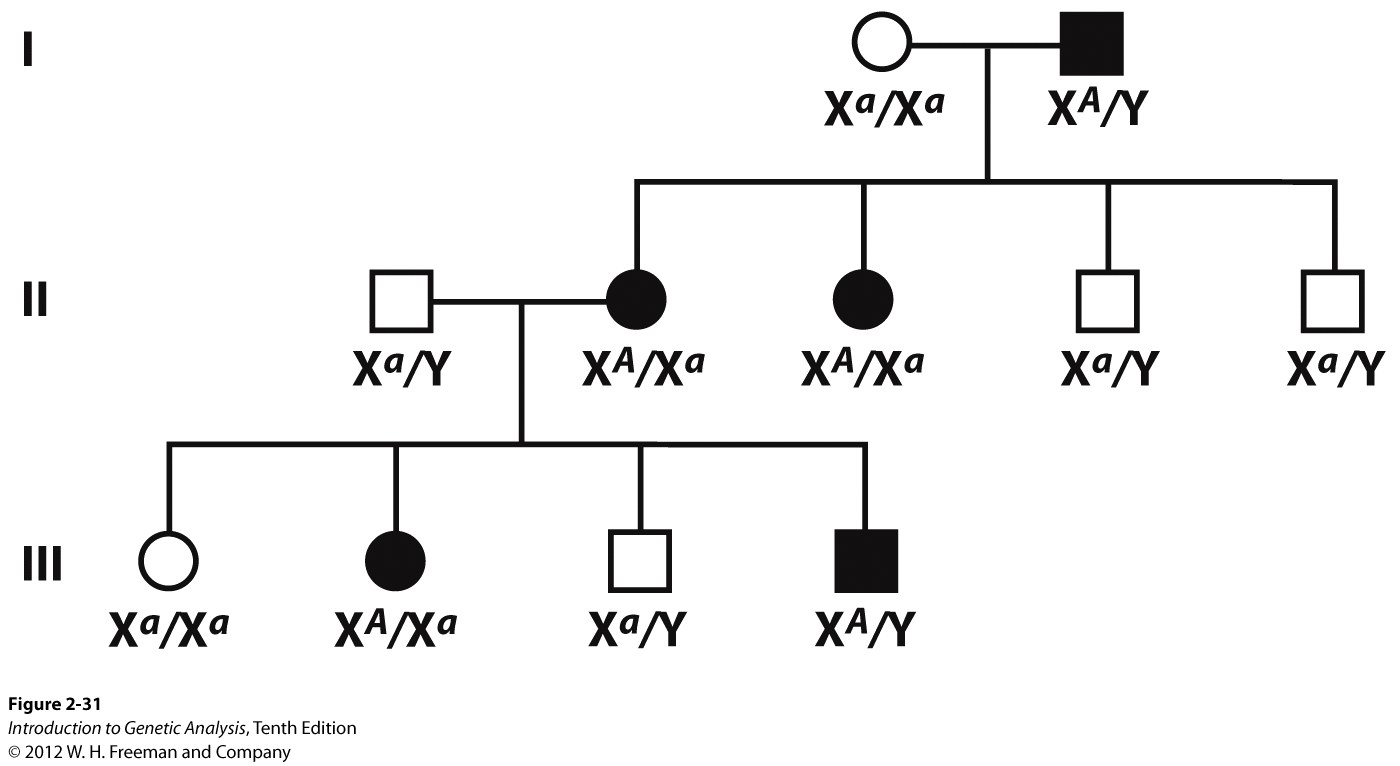 I
Xa/Xa XA/Y
II
Xa/Y XA/Xa XA/Xa Xa/Y Xa/Y
III
Xa/Xa XA/Xa Xa/Y XA/Y
Figure 2-31
Introduction to Genetic Analysis, Tenth Edition
© 2012 W. H. Freeman and Company